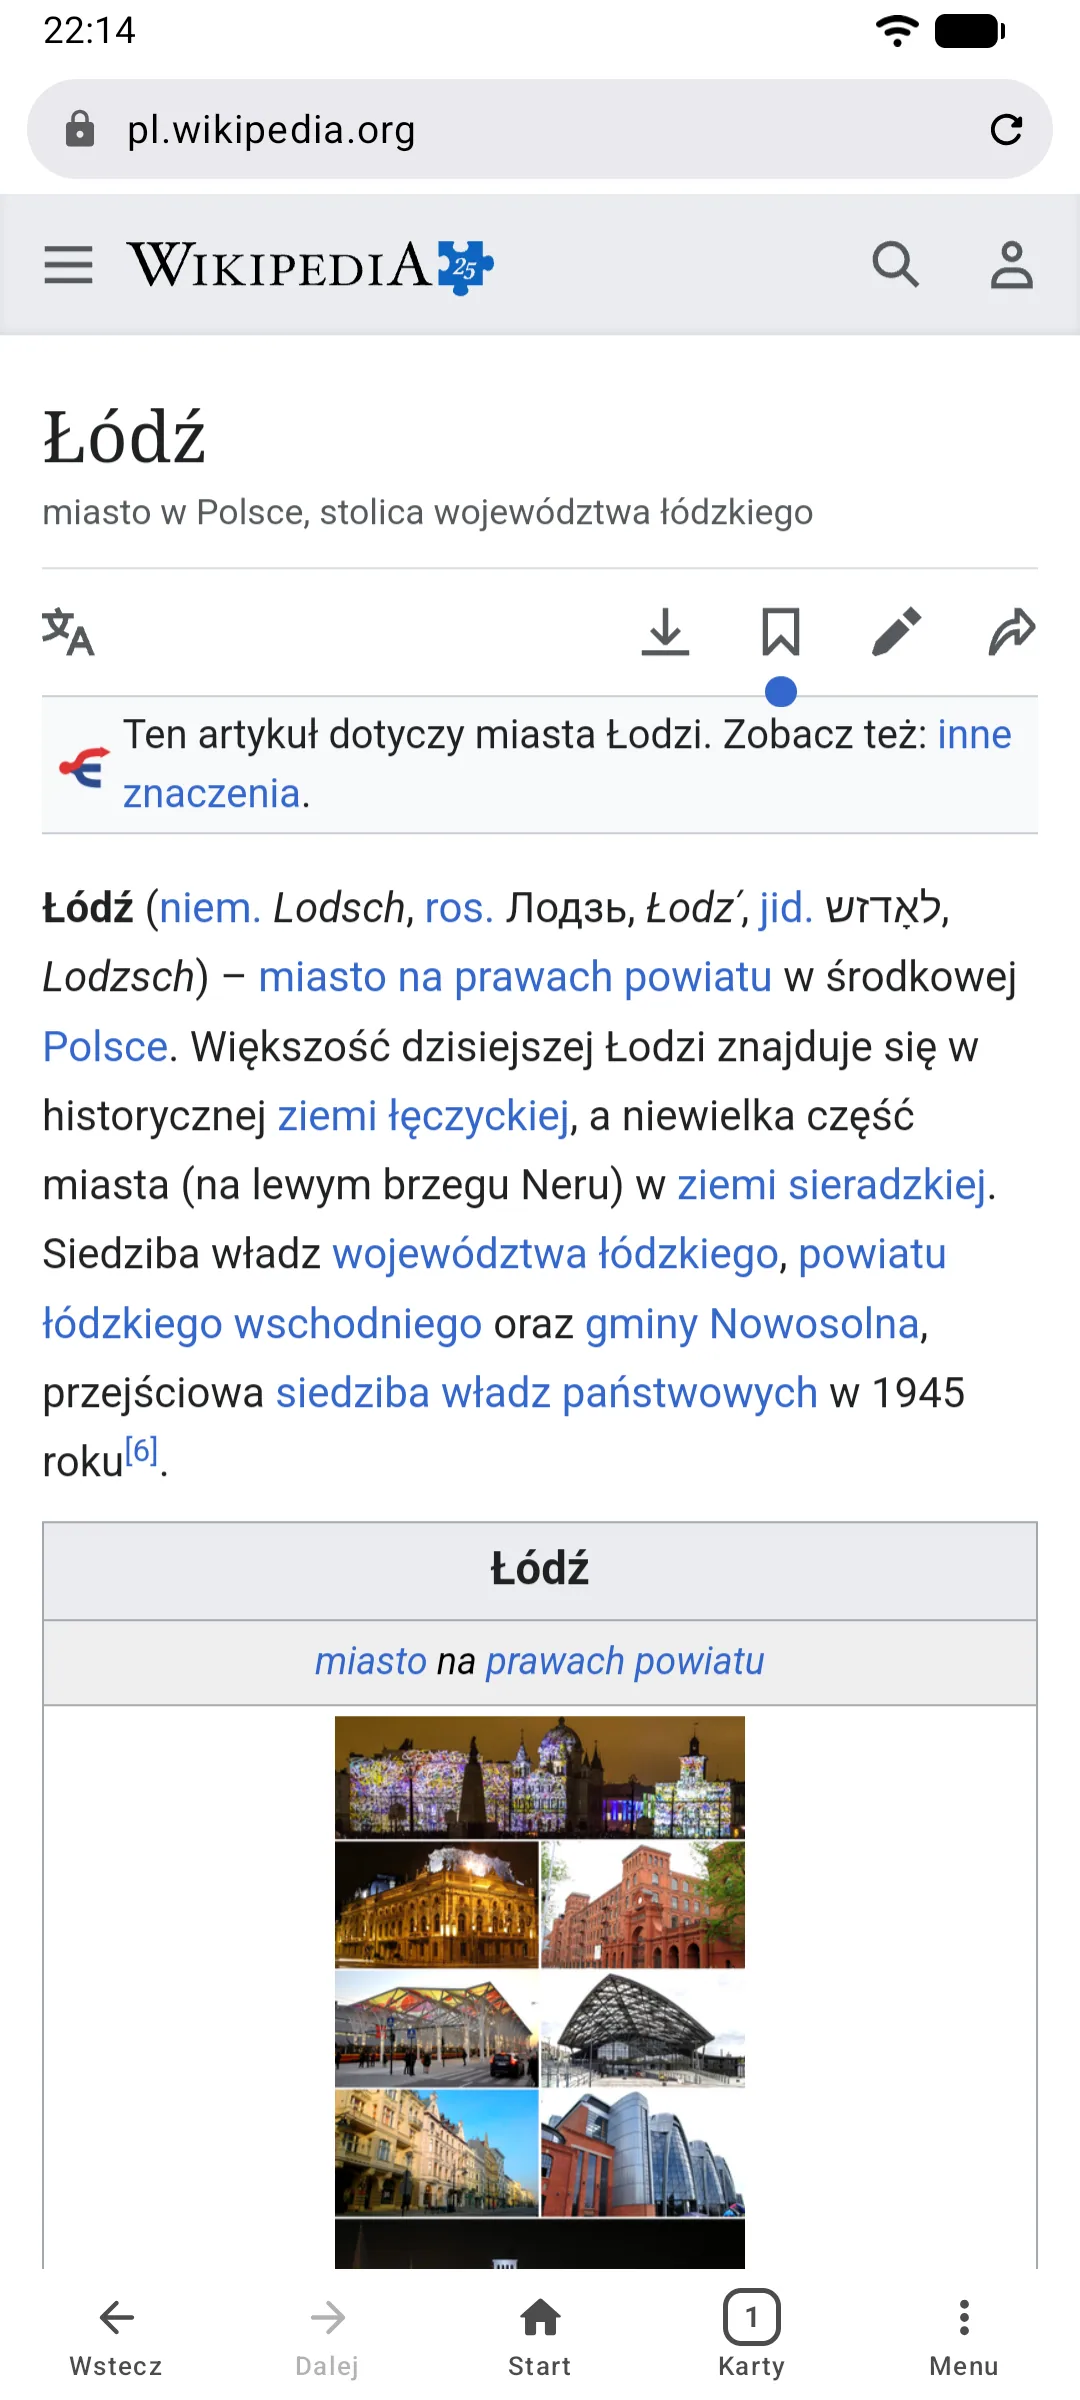 22:14
pl.wikipedia.org
WIKIPEDIA 25
Łódź
miasto w Polsce, stolica województwa łódzkiego
Ten artykuł dotyczy miasta Łodzi. Zobacz też: inne
znaczenia.
Łódź (niem. Lodsch, ros. Лодзь, Łodz′, jid. לאָדזש,
Lodzsch) – miasto na prawach powiatu w środkowej
Polsce. Większość dzisiejszej Łodzi znajduje się w
historycznej ziemi łęczyckiej, a niewielka część
miasta (na lewym brzegu Neru) w ziemi sieradzkiej.
Siedziba władz województwa łódzkiego, powiatu
łódzkiego wschodniego oraz gminy Nowosolna,
przejściowa siedziba władz państwowych w 1945
roku[6].
Łódź
miasto na prawach powiatu
1
Wstecz Dalej Start Karty Menu